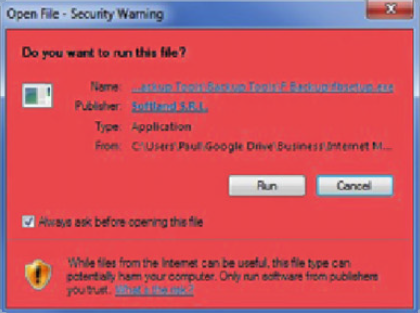 Open File - Security Warning
Do you want to run this file?
Name: ...ackup Tools\Backup Tools\F Backup\fbsetup.exe
Publisher: Softland S.R.L.
Type: Application
From: C:\Users\Paul\Google Drive\Business\Internet M...
Run Cancel
Always ask before opening this file
While files from the Internet can be useful, this file type can
potentially harm your computer. Only run software from publishers
you trust. What's the risk?